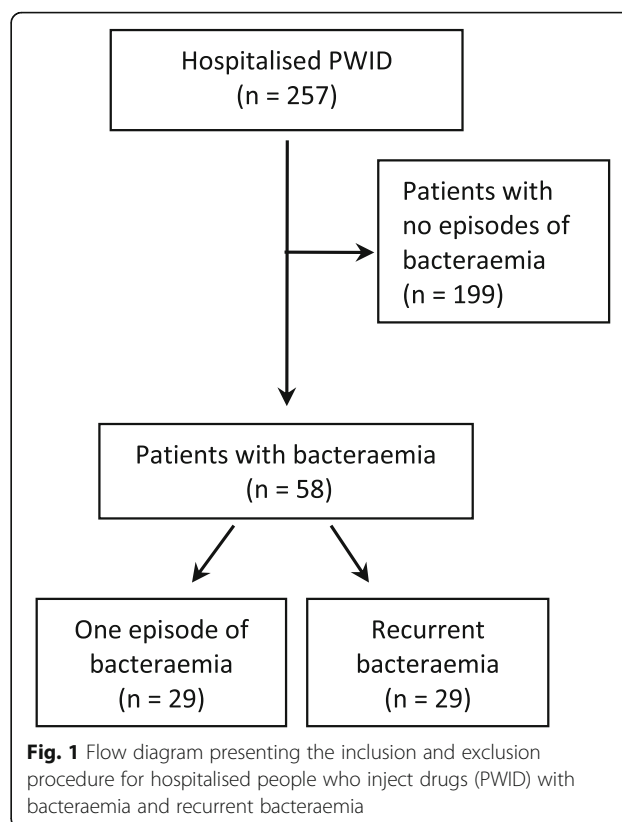 Hospitalised PWID
(n = 257)
Patients with
no episodes of
bacteraemia
(n = 199)
Patients with bacteraemia
(n = 58)
One episode of
bacteraemia
(n = 29)
Recurrent
bacteraemia
(n = 29)
Fig. 1 Flow diagram presenting the inclusion and exclusion
procedure for hospitalised people who inject drugs (PWID) with
bacteraemia and recurrent bacteraemia